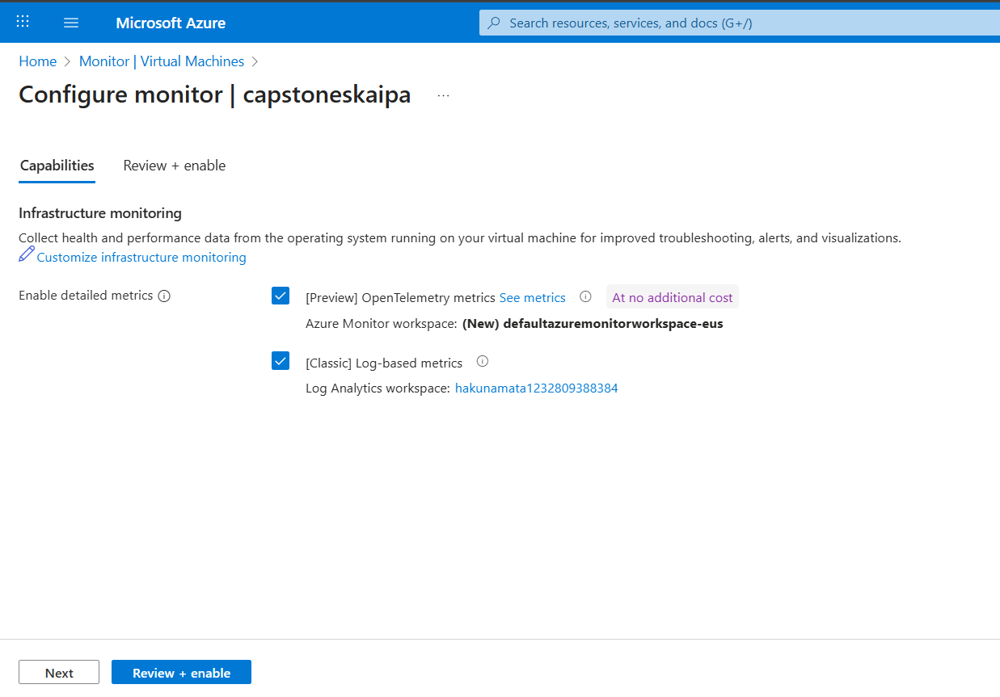 Microsoft Azure
Search resources, services, and docs (G+/)
Home > Monitor | Virtual Machines >
Configure monitor | capstoneskaipa ...
Capabilities
Review + enable
Infrastructure monitoring
Collect health and performance data from the operating system running on your virtual machine for improved troubleshooting, alerts, and visualizations.
Customize infrastructure monitoring
Enable detailed metrics
[Preview] OpenTelemetry metrics See metrics
At no additional cost
Azure Monitor workspace: (New) defaultazuremonitorworkspace-eus
[Classic] Log-based metrics
Log Analytics workspace: hakunamata1232809388384
Next
Review + enable